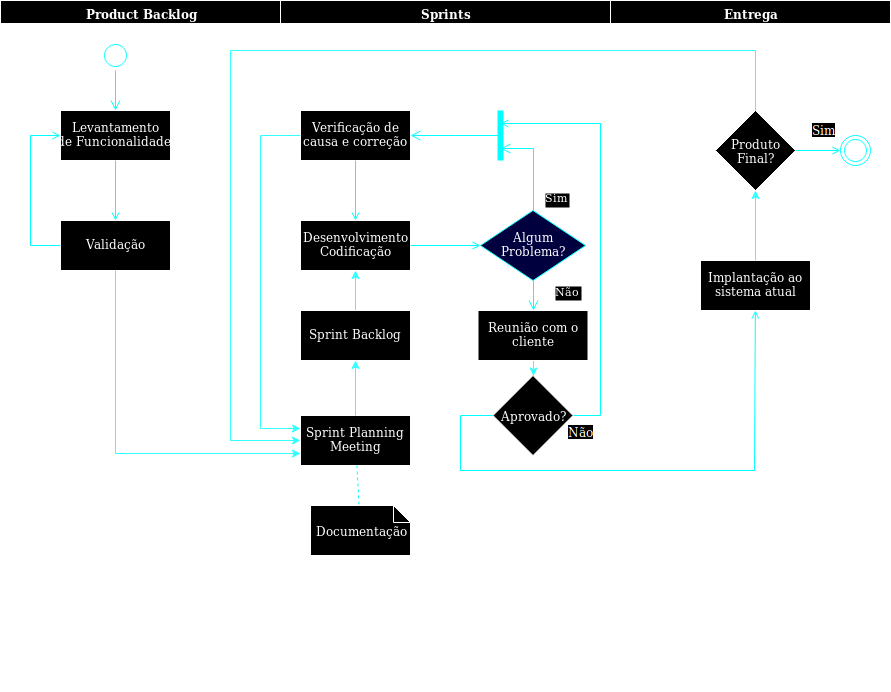 Product Backlog
Sprints
Entrega
Levantamento
de Funcionalidade
Validação
Verificação de
causa e correção
Desenvolvimento
Codificação
Sprint Backlog
Sprint Planning
Meeting
Documentação
Sim
Algum
Problema?
Não
Reunião com o
cliente
Aprovado?
Não
Produto
Final?
Sim
Implantação ao
sistema atual